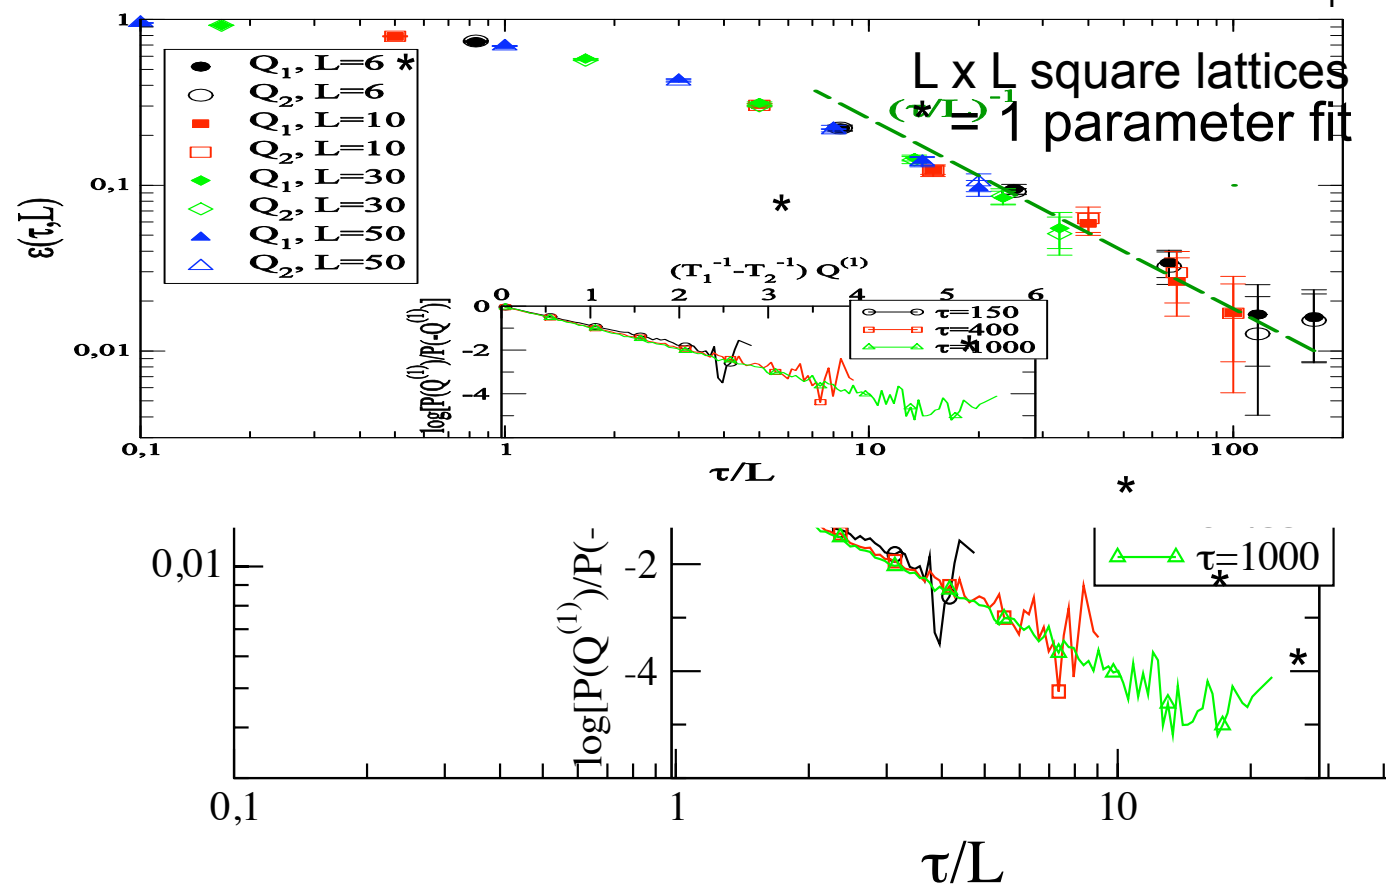 1
L x L square lattices
* = 1 parameter fit
(τ/L)⁻¹
Q₁, L=6 *
Q₂, L=6
Q₁, L=10
Q₂, L=10
Q₁, L=30
Q₂, L=30
Q₁, L=50
Q₂, L=50
ε(τ,L)
0,1
0,01
*
(T₁⁻¹-T₂⁻¹) Q⁽¹⁾
0 1 2 3 4 5 6
τ=150
τ=400
τ=1000
*
log[P(Q⁽¹⁾)/P(-Q⁽¹⁾)]
0
-2
-4
0,1 1 10 100
τ/L
*
0,01
log[P(Q⁽¹⁾)/P(-
-2
-4
τ=1000
*
*
0,1 1 10
τ/L